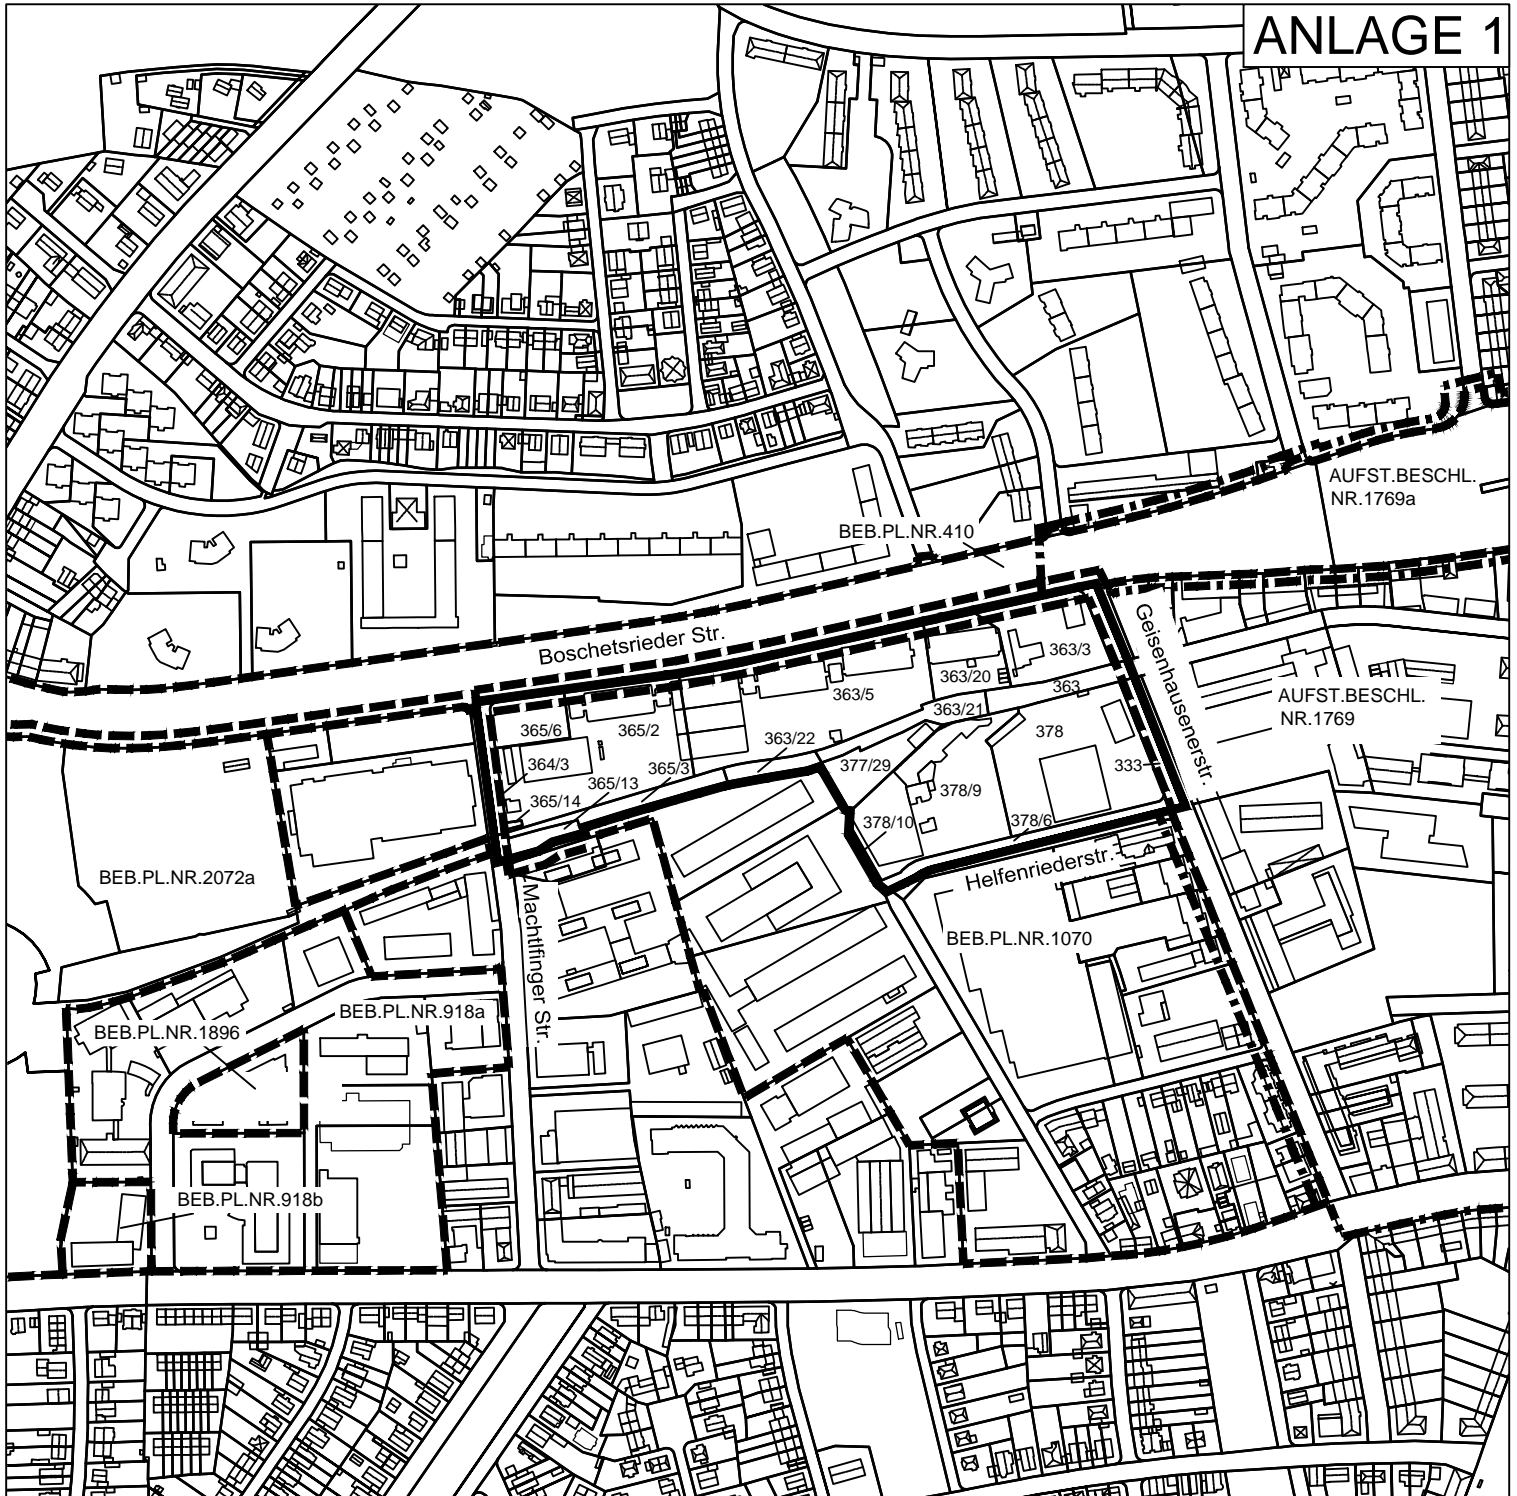 ANLAGE 1
AUFST.BESCHL.
NR.1769a
BEB.PL.NR.410
Boschetsrieder Str.
Geisenhausenerstr.
363/3
363/20
363
363/5
363/21
AUFST.BESCHL.
NR.1769
365/6
365/2
363/22
378
364/3
365/13
365/3
377/29
333
365/14
378/9
378/10
378/6
Helfenriederstr.
BEB.PL.NR.2072a
Machtlfinger Str.
BEB.PL.NR.1070
BEB.PL.NR.918a
BEB.PL.NR.1896
BEB.PL.NR.918b